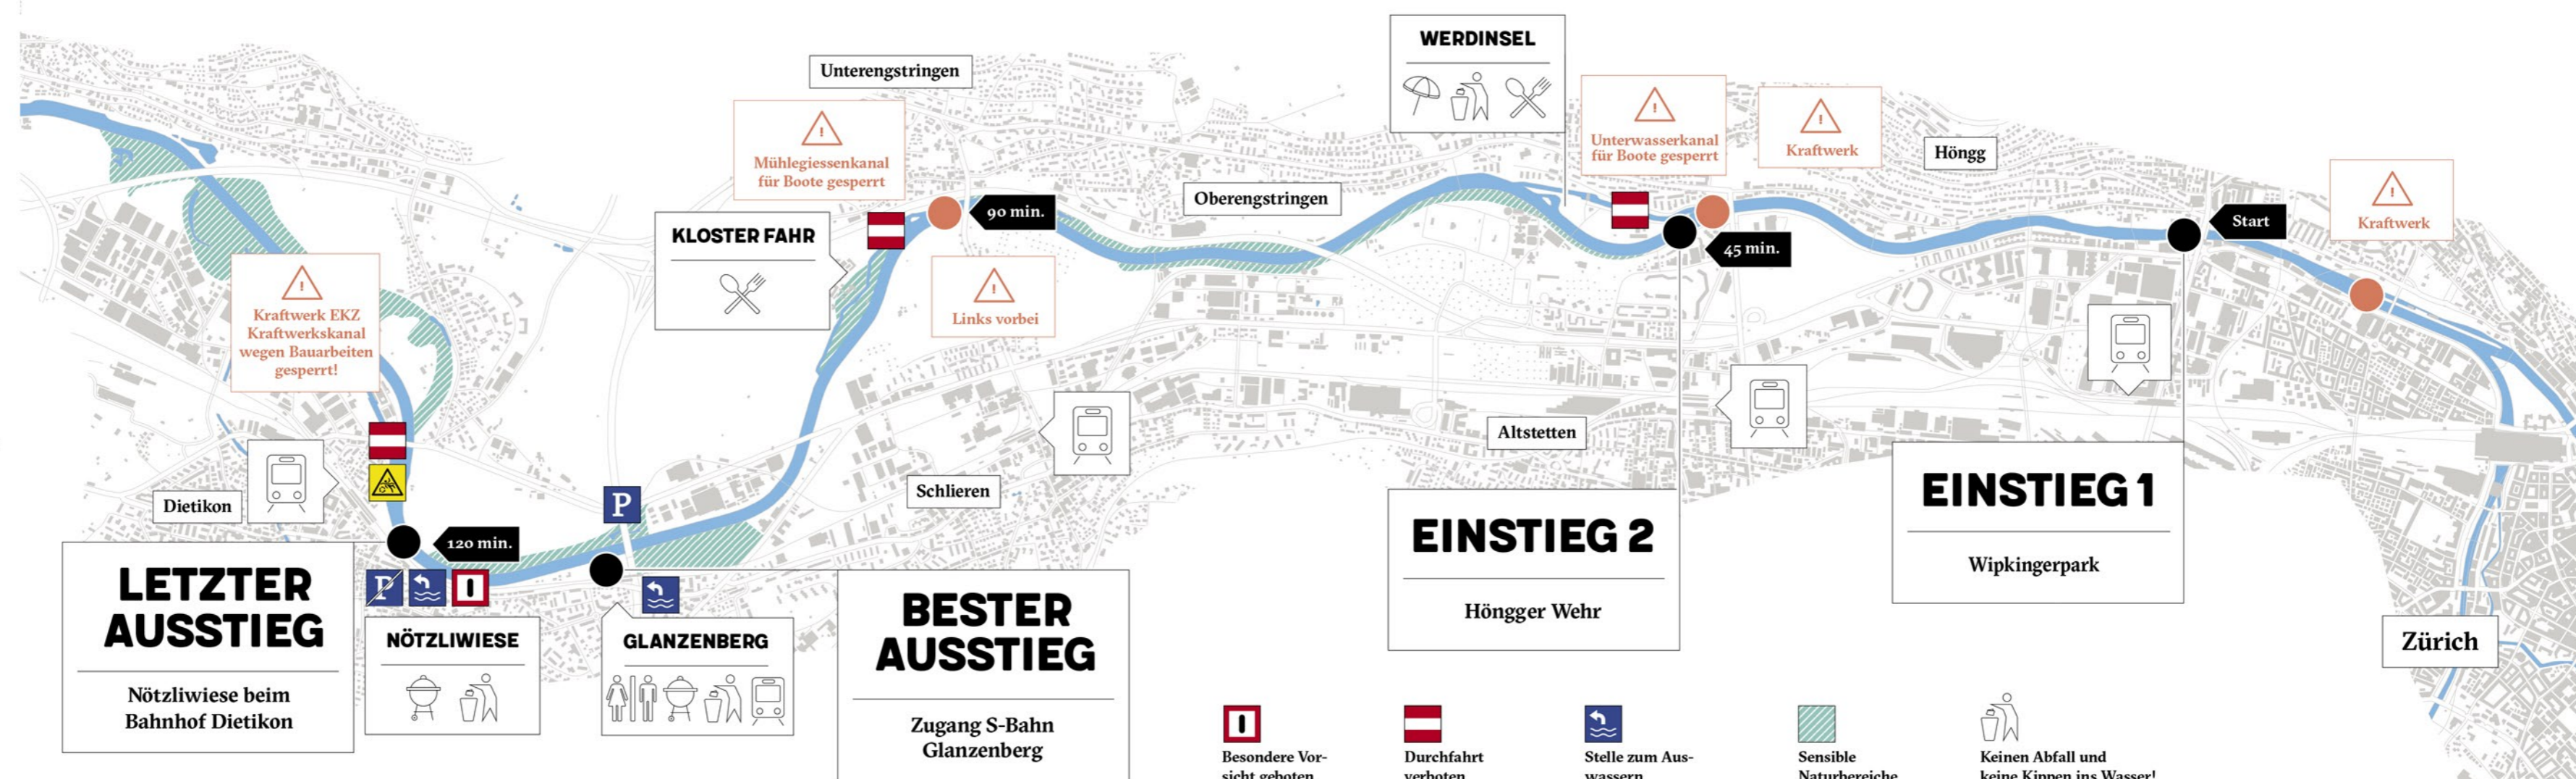 WERDINSEL
Unterengstringen
!
Mühlegiessenkanal
für Boote gesperrt
!
Unterwasserkanal
für Boote gesperrt
!
Kraftwerk
Höngg
!
Kraftwerk
Oberengstringen
90 min.
Start
45 min.
KLOSTER FAHR
!
Links vorbei
!
Kraftwerk EKZ
Kraftwerkskanal
wegen Bauarbeiten
gesperrt!
Altstetten
Schlieren
Dietikon
P
120 min.
EINSTIEG 1
Wipkingerpark
EINSTIEG 2
Höngger Wehr
LETZTER
AUSSTIEG
Nötzliwiese beim
Bahnhof Dietikon
P
NÖTZLIWIESE
GLANZENBERG
BESTER
AUSSTIEG
Zugang S-Bahn
Glanzenberg
Zürich
Besondere Vor-
sicht geboten
Durchfahrt
verboten
Stelle zum Aus-
wassern
Sensible
Naturbereiche
Keinen Abfall und
keine Kippen ins Wasser!